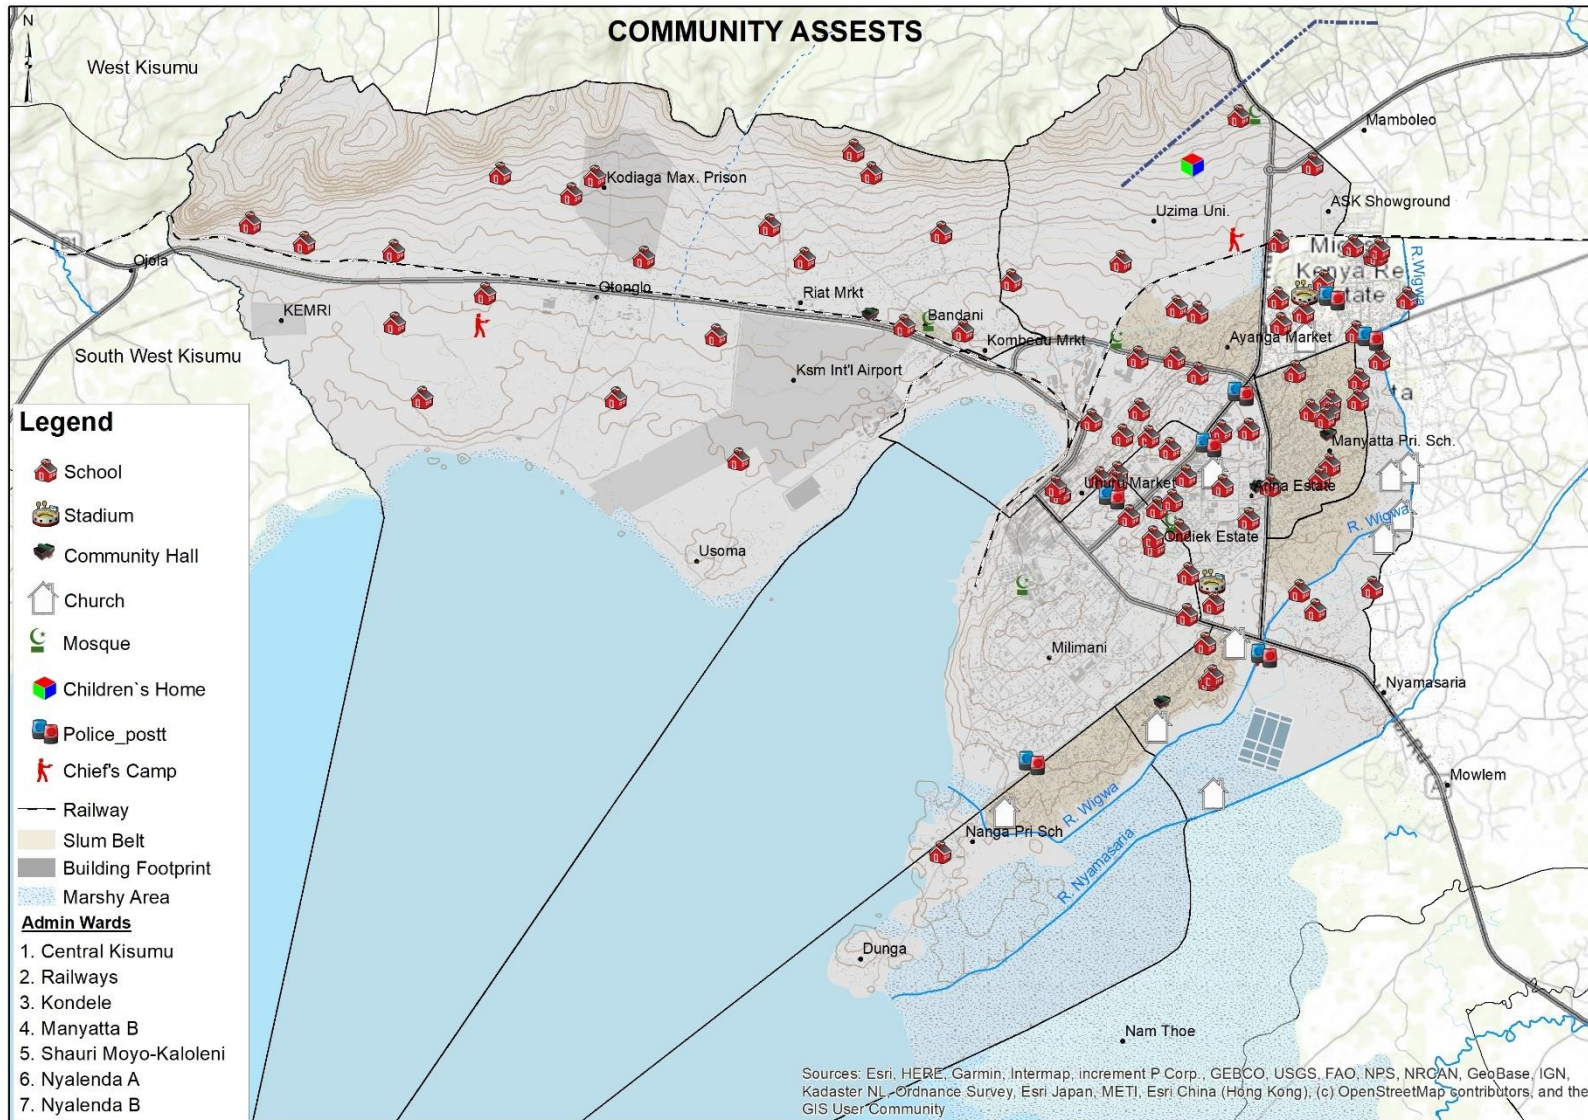 COMMUNITY ASSESTS
N
West Kisumu
Mamboleo
Kodiaga Max. Prison
Uzima Uni.
ASK Showground
Ojola
Otonglo
Riat Mrkt
R. Wigwa
KEMRI
Bandani
South West Kisumu
Kombedu Mrkt
Ayanga Market
Ksm Int'l Airport
Manyatta Pri. Sch.
Uhuru Market
Arina Estate
R. Wigwa
Ondiek Estate
Usoma
Milimani
Nyamasaria
Mowlem
R. Wigwa
Nanga Pri Sch
R. Nyamasaria
Dunga
Nam Thoe
Legend
School
Stadium
Community Hall
Church
Mosque
Children`s Home
Police_postt
Chief's Camp
Railway
Slum Belt
Building Footprint
Marshy Area
Admin Wards
1. Central Kisumu
2. Railways
3. Kondele
4. Manyatta B
5. Shauri Moyo-Kaloleni
6. Nyalenda A
7. Nyalenda B
Sources: Esri, HERE, Garmin, Intermap, increment P Corp., GEBCO, USGS, FAO, NPS, NRCAN, GeoBase, IGN,
Kadaster NL, Ordnance Survey, Esri Japan, METI, Esri China (Hong Kong), (c) OpenStreetMap contributors, and the
GIS User Community